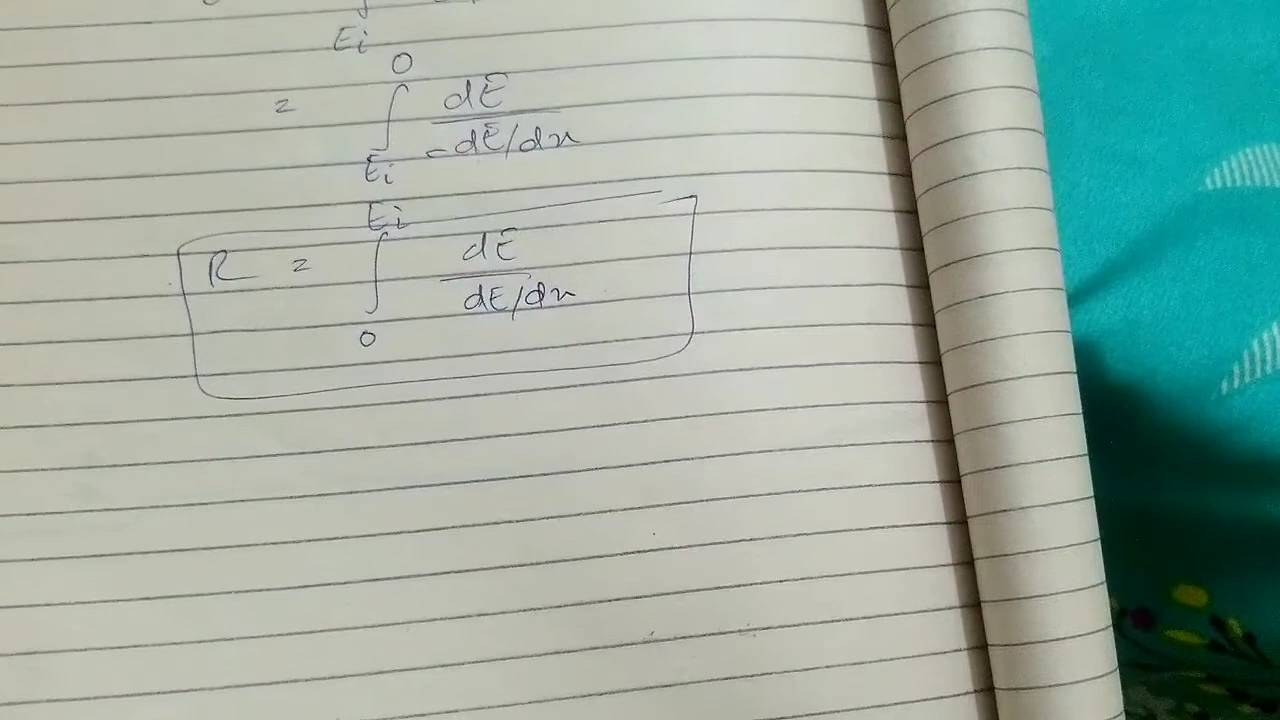 Ei
= ∫_{Ei}^{0} dE / -dE/dx
R = ∫_{0}^{Ei} dE / dE/dx